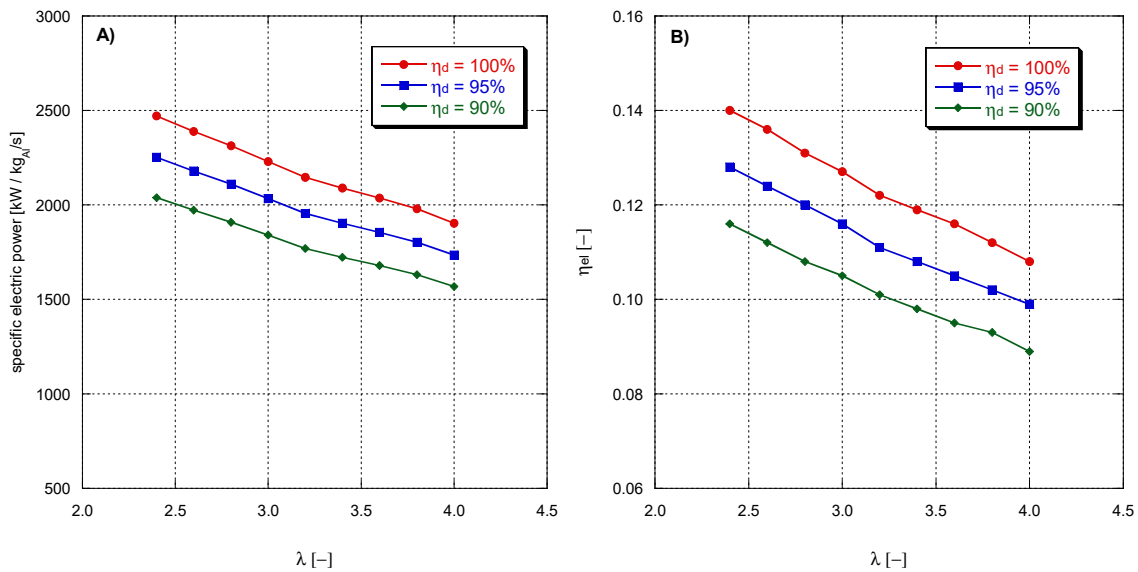 A)
ηd = 100%
ηd = 95%
ηd = 90%
3000
2500
2000
1500
1000
500
2.0 2.5 3.0 3.5 4.0 4.5
specific electric power [kW / kgAl/s]
λ [–]
B)
ηd = 100%
ηd = 95%
ηd = 90%
0.16
0.14
0.12
0.10
0.08
0.06
2.0 2.5 3.0 3.5 4.0 4.5
ηel [–]
λ [–]